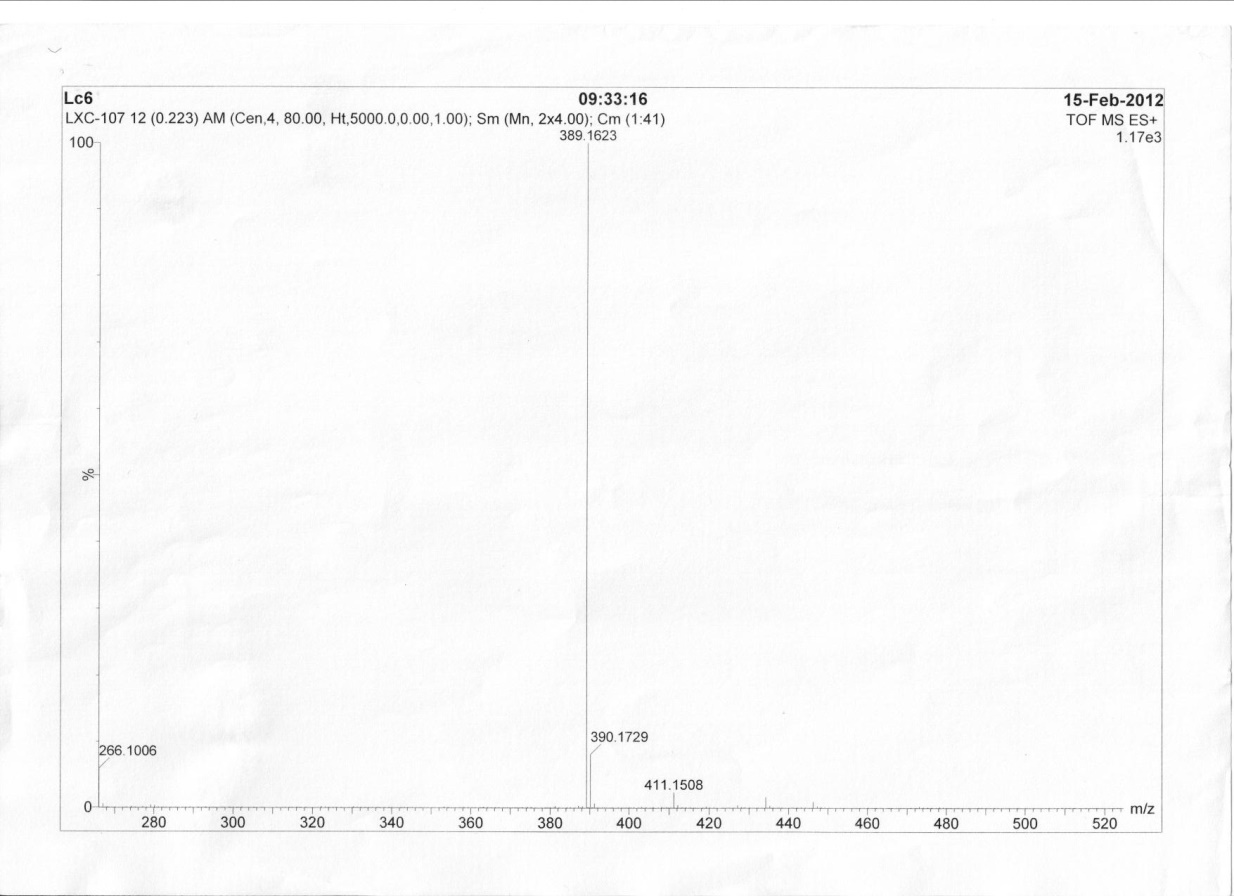 Lc6 09:33:16 15-Feb-2012
LXC-107 12 (0.223) AM (Cen,4, 80.00, Ht,5000.0,0.00,1.00); Sm (Mn, 2x4.00); Cm (1:41) TOF MS ES+
389.1623 1.17e3
100
%
390.1729
266.1006
411.1508
0
m/z
280 300 320 340 360 380 400 420 440 460 480 500 520